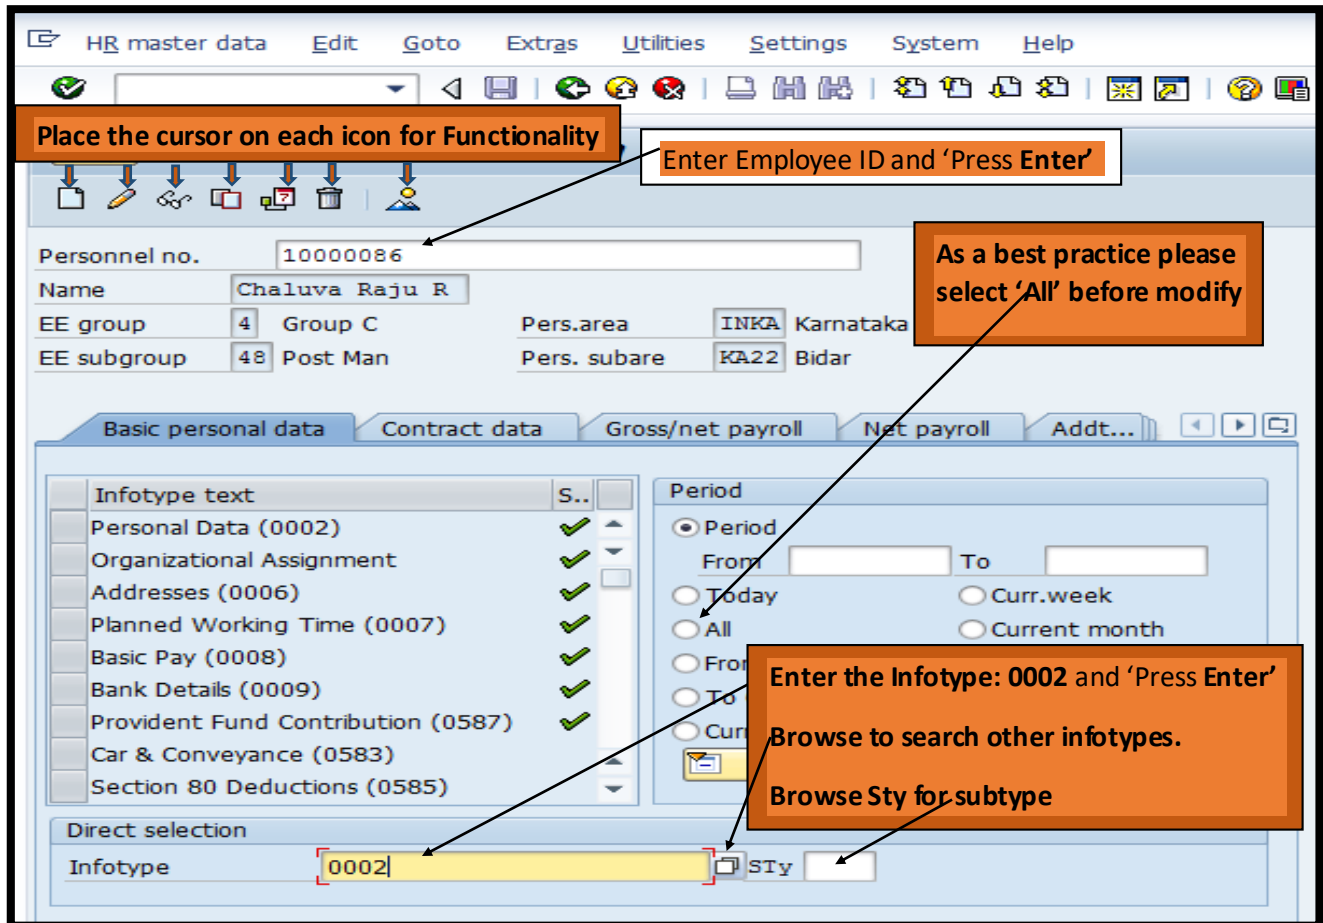 HR master data Edit Goto Extras Utilities Settings System Help
Place the cursor on each icon for Functionality
Enter Employee ID and ‘Press Enter’
Personnel no. 10000086
Name Chaluva Raju R
As a best practice please
select ‘All’ before modify
EE group 4 Group C Pers.area INKA Karnataka
EE subgroup 48 Post Man Pers. subare KA22 Bidar
Basic personal data Contract data Gross/net payroll Net payroll Addt...
Infotype text S..
Personal Data (0002)
Organizational Assignment
Addresses (0006)
Planned Working Time (0007)
Basic Pay (0008)
Bank Details (0009)
Provident Fund Contribution (0587)
Car & Conveyance (0583)
Section 80 Deductions (0585)
Period
Period
From To
Today Curr.week
All Current month
Enter the Infotype: 0002 and ‘Press Enter’
Browse to search other infotypes.
Browse Sty for subtype
Direct selection
Infotype 0002 STy